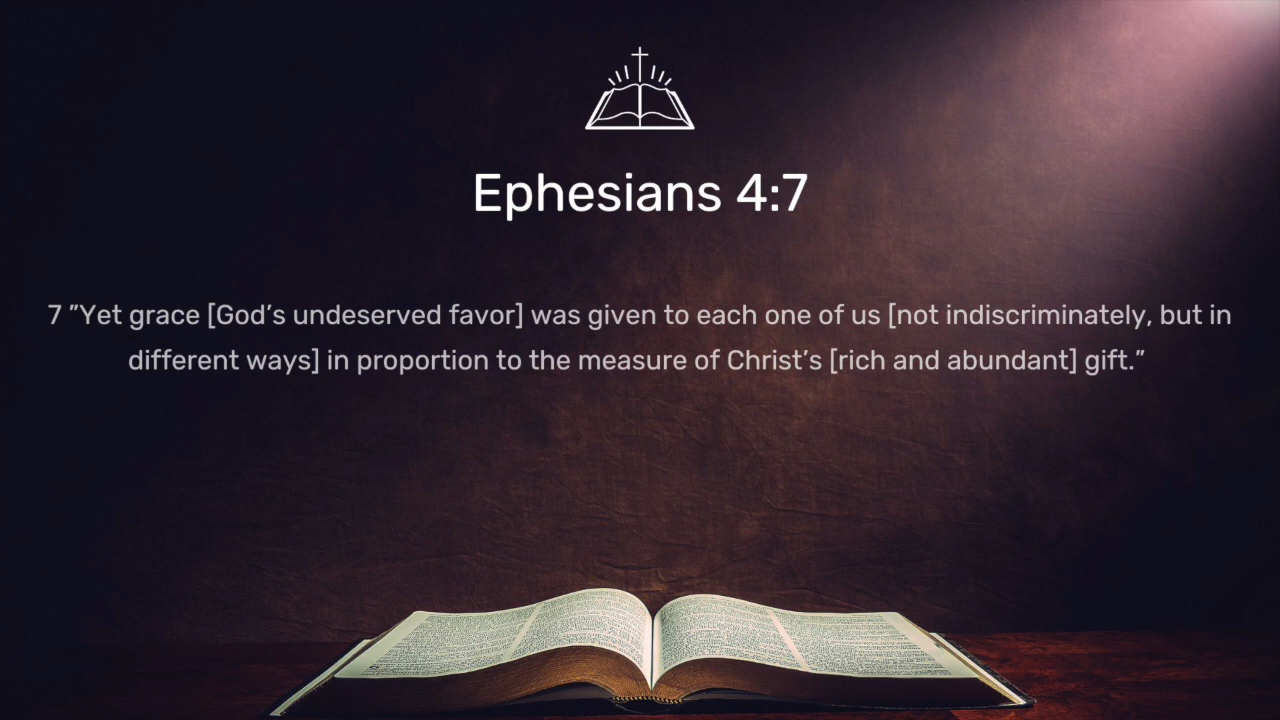 Ephesians 4:7
7 ”Yet grace [God’s undeserved favor] was given to each one of us [not indiscriminately, but in
different ways] in proportion to the measure of Christ’s [rich and abundant] gift.”